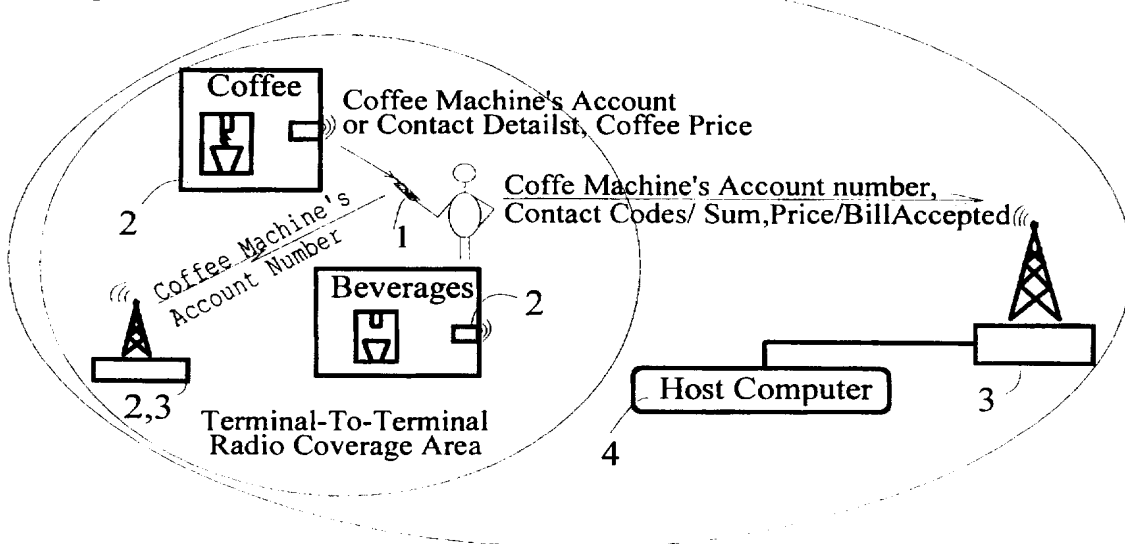 Coffee
Coffee Machine's Account
or Contact Detailst, Coffee Price
2
1
Coffe Machine's Account number,
Contact Codes/ Sum,Price/BillAccepted
Coffee Machine's
Account Number
Beverages
2
2,3
Terminal-To-Terminal
Radio Coverage Area
Host Computer
4
3